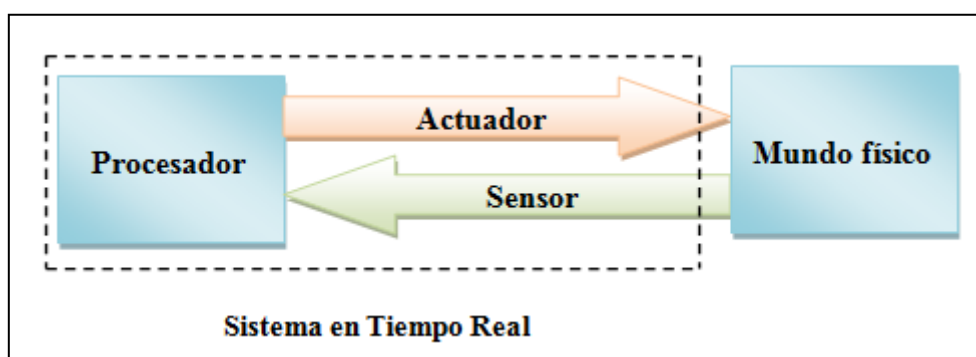 Actuador
Procesador
Mundo físico
Sensor
Sistema en Tiempo Real